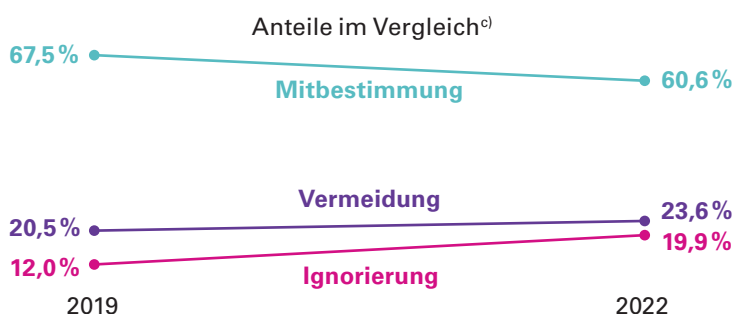 Anteile im Vergleich c)
67,5 %
Mitbestimmung
60,6 %
Vermeidung
20,5 %
23,6 %
12,0 %
19,9 %
Ignorierung
2019
2022